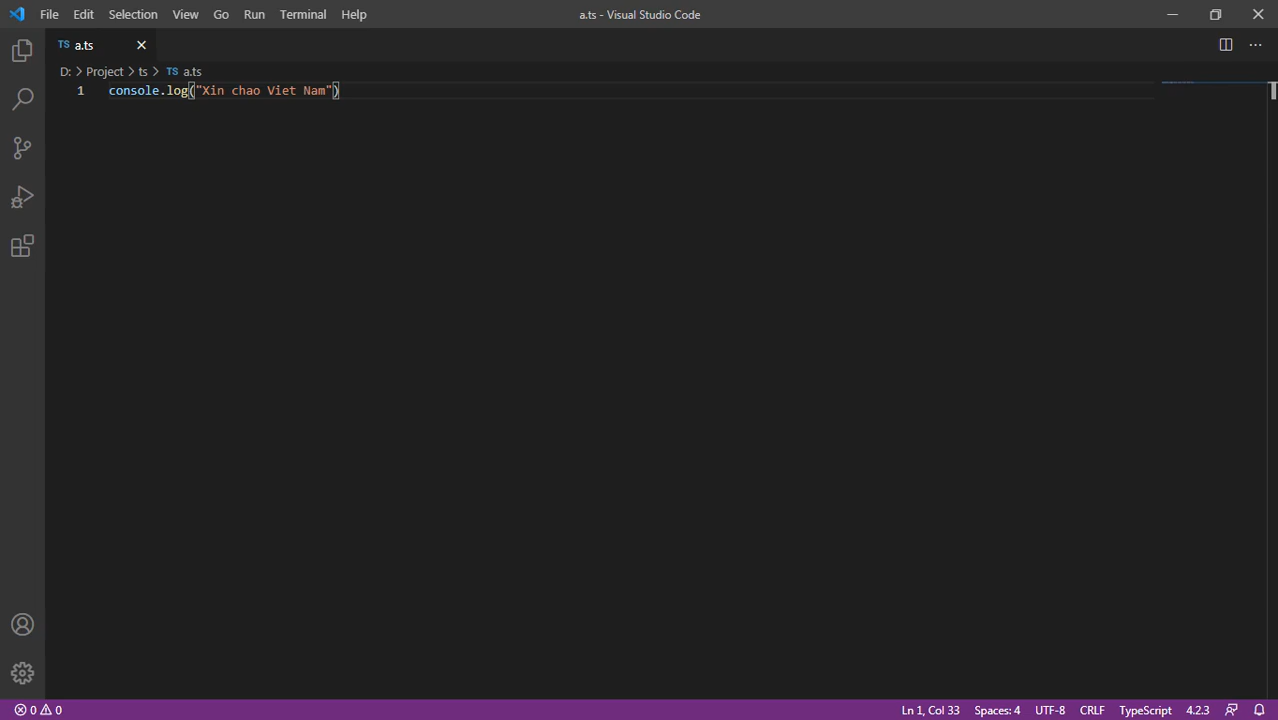 File Edit Selection View Go Run Terminal Help a.ts - Visual Studio Code
TS a.ts
D: > Project > ts > TS a.ts
1 console.log("Xin chao Viet Nam")
0 0 Ln 1, Col 33 Spaces: 4 UTF-8 CRLF TypeScript 4.2.3